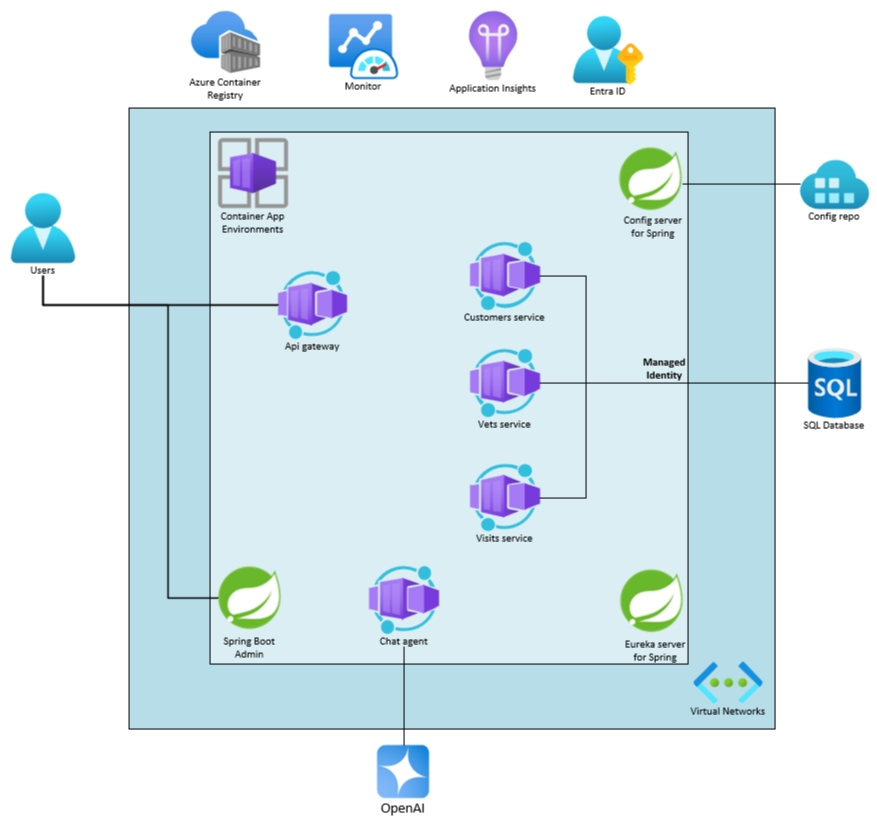 Azure Container
Registry
Monitor
Application Insights
Entra ID
Container App
Environments
Config server
for Spring
Config repo
Users
Customers service
Api gateway
Managed
Identity
SQL
SQL Database
Vets service
Visits service
Spring Boot
Admin
Chat agent
Eureka server
for Spring
Virtual Networks
OpenAI